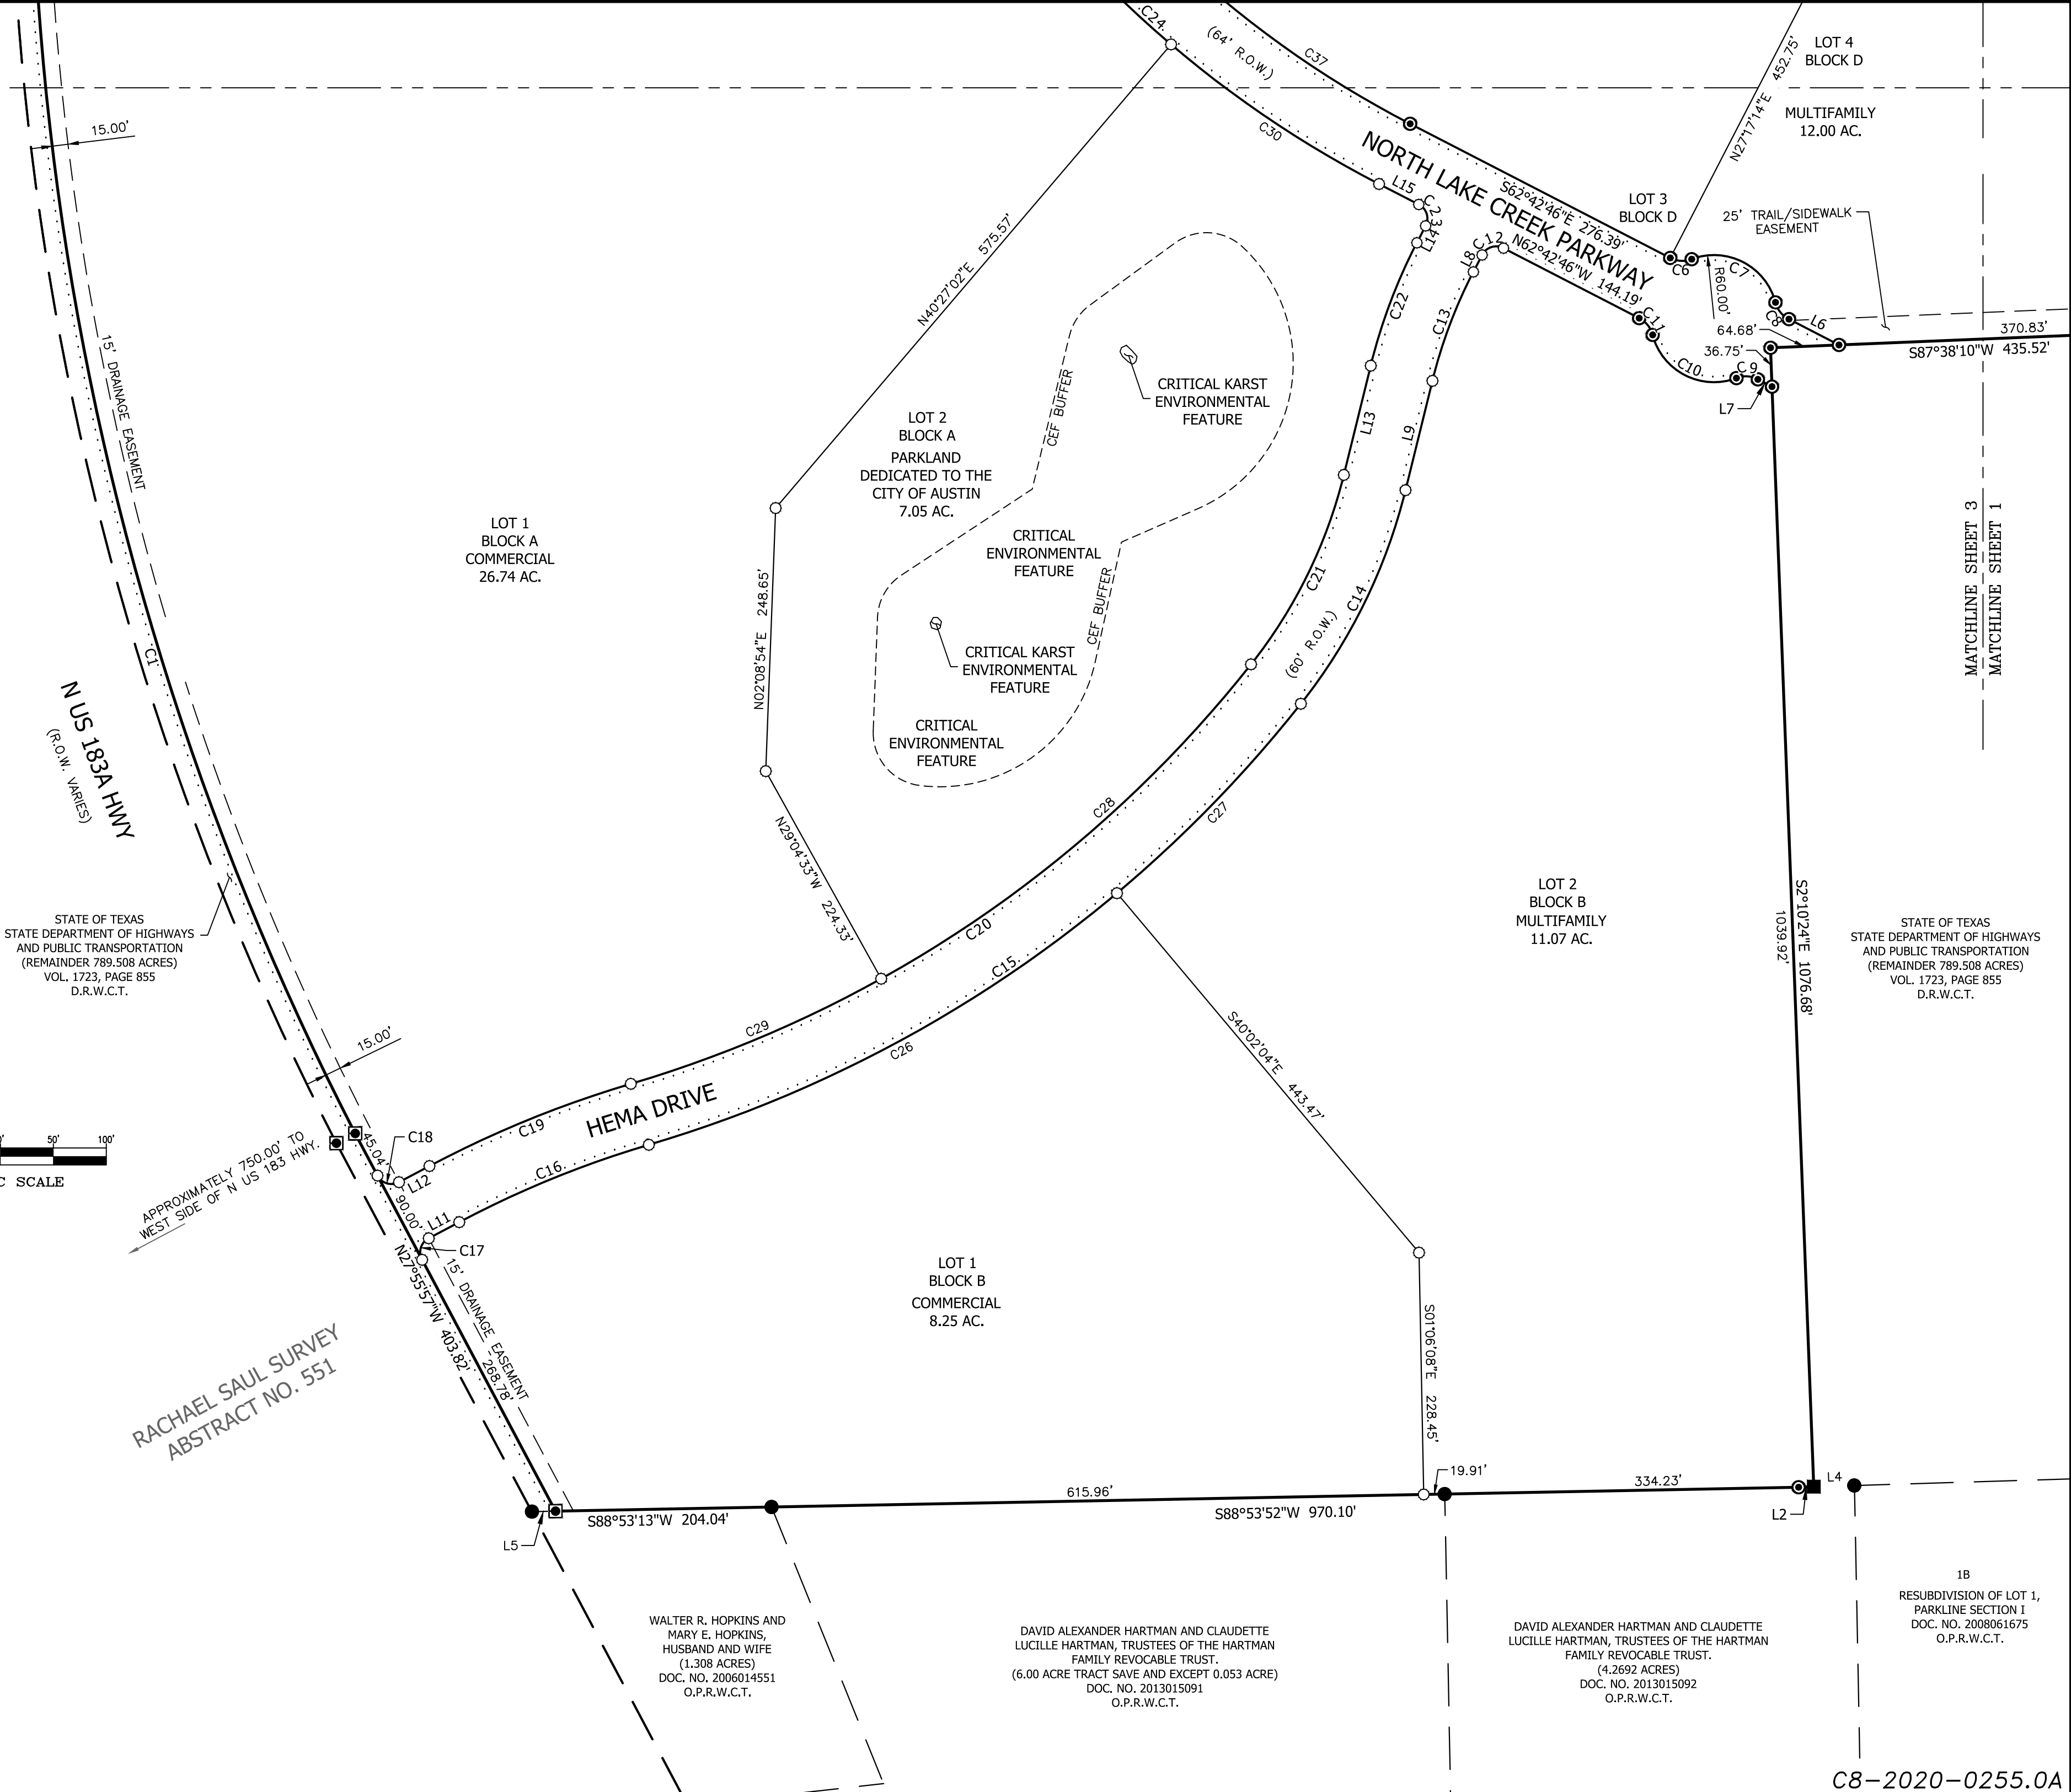 C24
(64' R.O.W.)
C37
LOT 4
BLOCK D
N27°17'14"E 452.75'
MULTIFAMILY
12.00 AC.
15.00'
C30
NORTH LAKE CREEK PARKWAY
L15
C23
L14
S62°42'46"E 276.39'
LOT 3
BLOCK D
25' TRAIL/SIDEWALK
EASEMENT
L8
C12
N62°42'46"W 144.19'
C6
R60.00'
C7
C8
L6
C11
64.68'
370.83'
36.75'
S87°38'10"W 435.52'
C10
C9
L7
N40°27'02"E 575.57'
15' DRAINAGE EASEMENT
CEF BUFFER
CRITICAL KARST
ENVIRONMENTAL
FEATURE
C22
C13
L13
L9
LOT 2
BLOCK A
PARKLAND
DEDICATED TO THE
CITY OF AUSTIN
7.05 AC.
LOT 1
BLOCK A
COMMERCIAL
26.74 AC.
CRITICAL
ENVIRONMENTAL
FEATURE
MATCHLINE SHEET 3
MATCHLINE SHEET 1
C21
C14
(60' R.O.W.)
CEF BUFFER
N02°08'54"E 248.65'
CRITICAL KARST
ENVIRONMENTAL
FEATURE
C1
N US 183A HWY
(R.O.W. VARIES)
CRITICAL
ENVIRONMENTAL
FEATURE
N29°04'33"W 224.33'
C28
C27
LOT 2
BLOCK B
MULTIFAMILY
11.07 AC.
S2°10'24"E 1076.68'
1039.92'
STATE OF TEXAS
STATE DEPARTMENT OF HIGHWAYS
AND PUBLIC TRANSPORTATION
(REMAINDER 789.508 ACRES)
VOL. 1723, PAGE 855
D.R.W.C.T.
STATE OF TEXAS
STATE DEPARTMENT OF HIGHWAYS
AND PUBLIC TRANSPORTATION
(REMAINDER 789.508 ACRES)
VOL. 1723, PAGE 855
D.R.W.C.T.
C20
C15
C29
C26
15.00'
S40°02'04"E 443.47'
HEMA DRIVE
C19
C16
C18
45.04'
L12
90.00'
L11
C17
50'
100'
C SCALE
APPROXIMATELY 750.00' TO
WEST SIDE OF N US 183 HWY.
N27°55'57"W 403.82'
15' DRAINAGE EASEMENT
268.78'
LOT 1
BLOCK B
COMMERCIAL
8.25 AC.
S01°06'08"E 228.45'
RACHAEL SAUL SURVEY
ABSTRACT NO. 551
19.91'
615.96'
334.23'
L4
S88°53'13"W 204.04'
S88°53'52"W 970.10'
L2
L5
WALTER R. HOPKINS AND
MARY E. HOPKINS,
HUSBAND AND WIFE
(1.308 ACRES)
DOC. NO. 2006014551
O.P.R.W.C.T.
DAVID ALEXANDER HARTMAN AND CLAUDETTE
LUCILLE HARTMAN, TRUSTEES OF THE HARTMAN
FAMILY REVOCABLE TRUST.
(6.00 ACRE TRACT SAVE AND EXCEPT 0.053 ACRE)
DOC. NO. 2013015091
O.P.R.W.C.T.
DAVID ALEXANDER HARTMAN AND CLAUDETTE
LUCILLE HARTMAN, TRUSTEES OF THE HARTMAN
FAMILY REVOCABLE TRUST.
(4.2692 ACRES)
DOC. NO. 2013015092
O.P.R.W.C.T.
1B
RESUBDIVISION OF LOT 1,
PARKLINE SECTION I
DOC. NO. 2008061675
O.P.R.W.C.T.
C8-2020-0255.0A